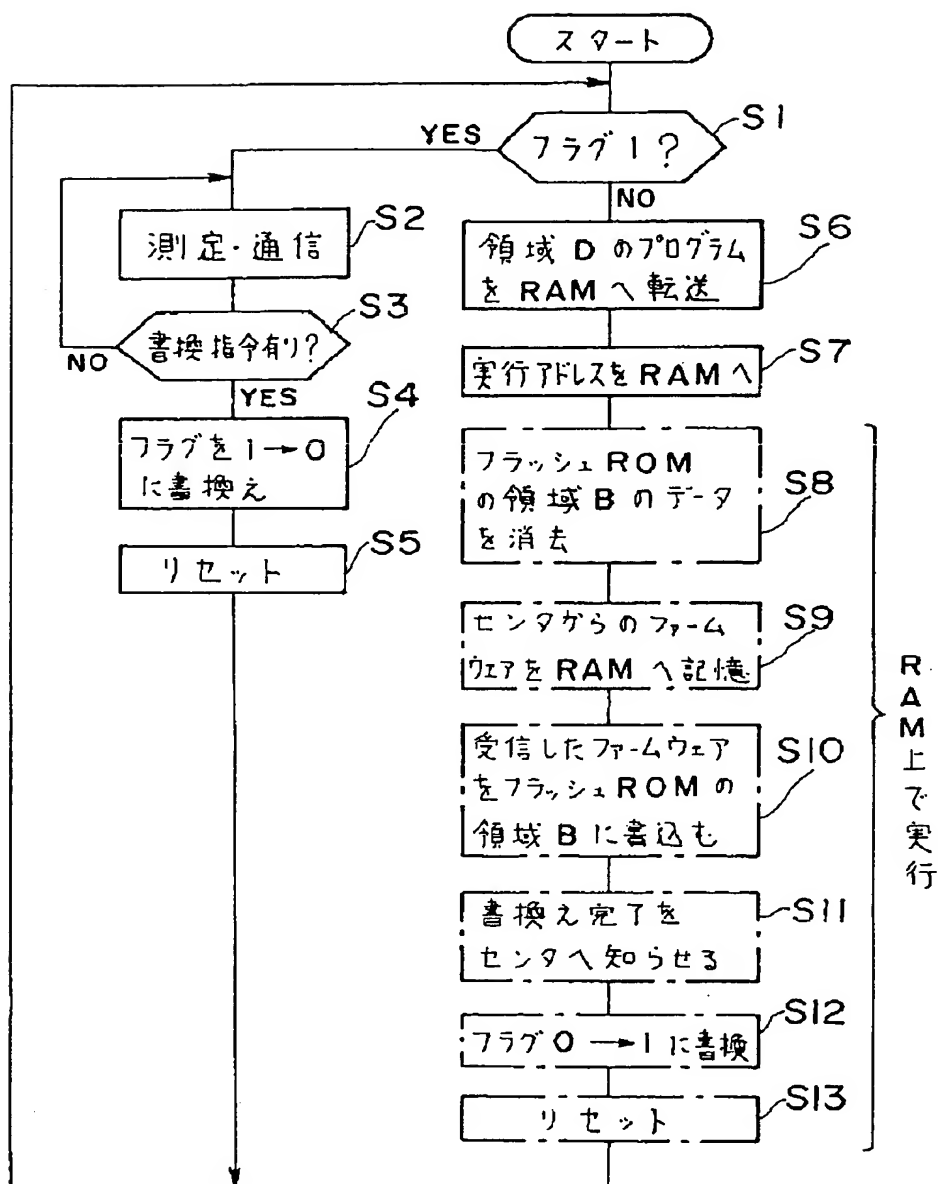 スタート
フラグ1?
S1
YES
NO
測定・通信
S2
書換指令有り?
S3
NO
YES
フラグを1→0
に書換え
S4
リセット
S5
領域Dのプログラム
をRAMへ転送
S6
実行アドレスをRAMへ
S7
フラッシュROM
の領域Bのデータ
を消去
S8
センタからのファーム
ウェアをRAMへ記憶
S9
受信したファームウェア
をフラッシュROMの
領域Bに書込む
S10
書換え完了を
センタへ知らせる
S11
フラグ0→1に書換
S12
リセット
S13
RAM上で実行